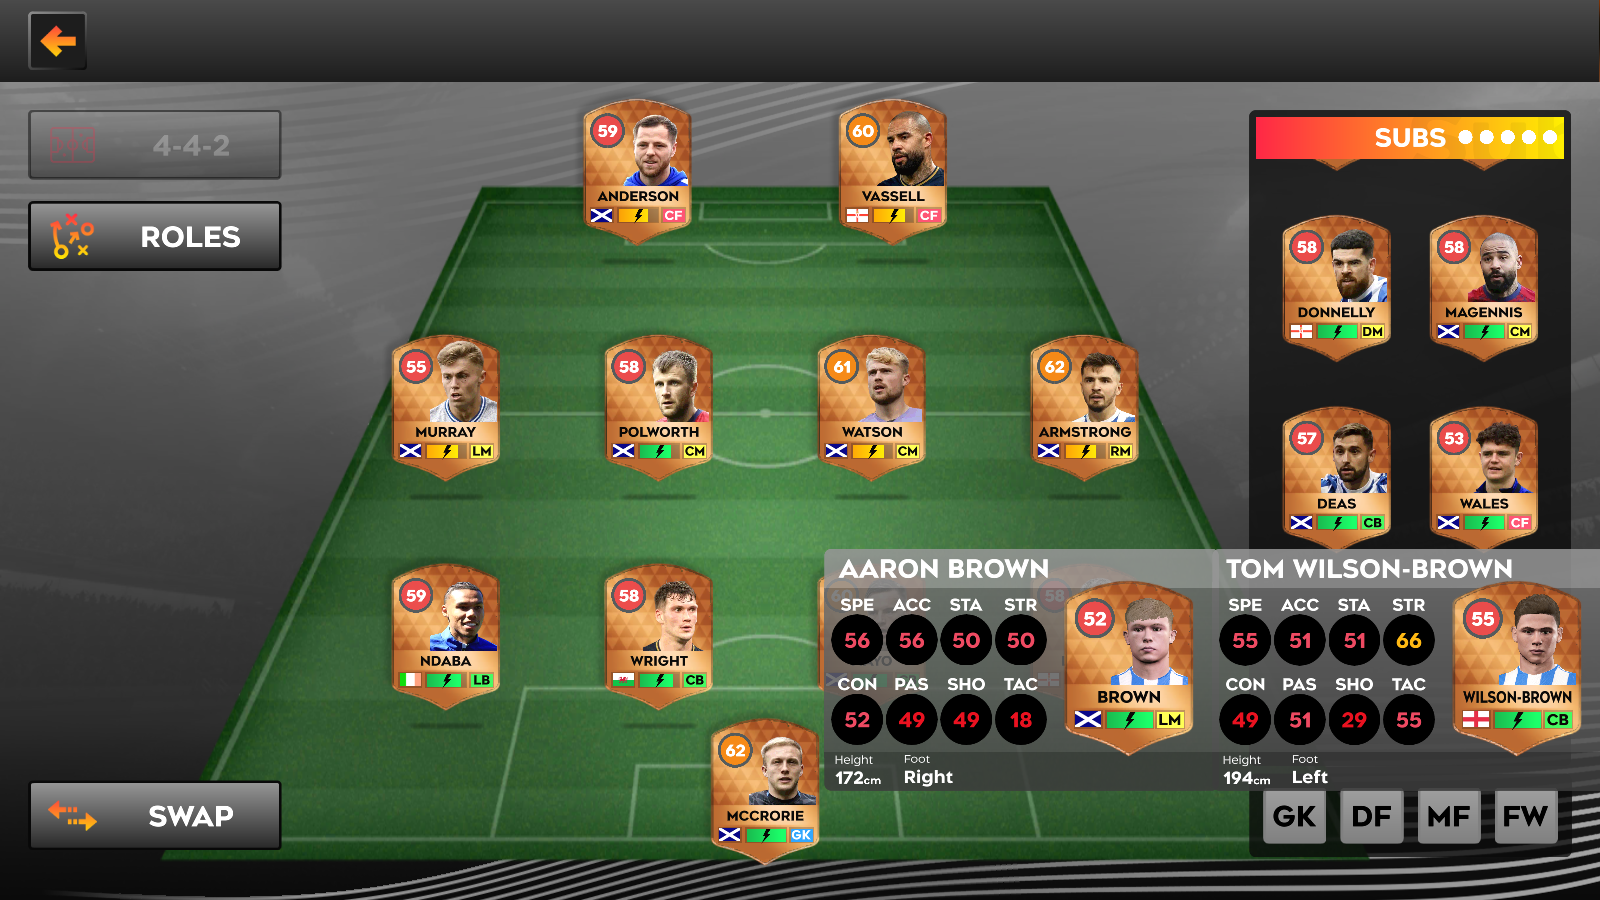 4-4-2
ROLES
SWAP
59
ANDERSON
CF
60
VASSELL
CF
55
MURRAY
LM
58
POLWORTH
CM
61
WATSON
CM
62
ARMSTRONG
RM
59
NDABA
LB
58
WRIGHT
CB
62
MCCRORIE
GK
SUBS
58
DONNELLY
DM
58
MAGENNIS
CM
57
DEAS
CB
53
WALES
CF
AARON BROWN
SPE ACC STA STR
56 56 50 50
CON PAS SHO TAC
52 49 49 18
Height Foot
172cm Right
52
BROWN
LM
TOM WILSON-BROWN
SPE ACC STA STR
55 51 51 66
CON PAS SHO TAC
49 51 29 55
Height Foot
194cm Left
55
WILSON-BROWN
CB
60
58
GK DF MF FW